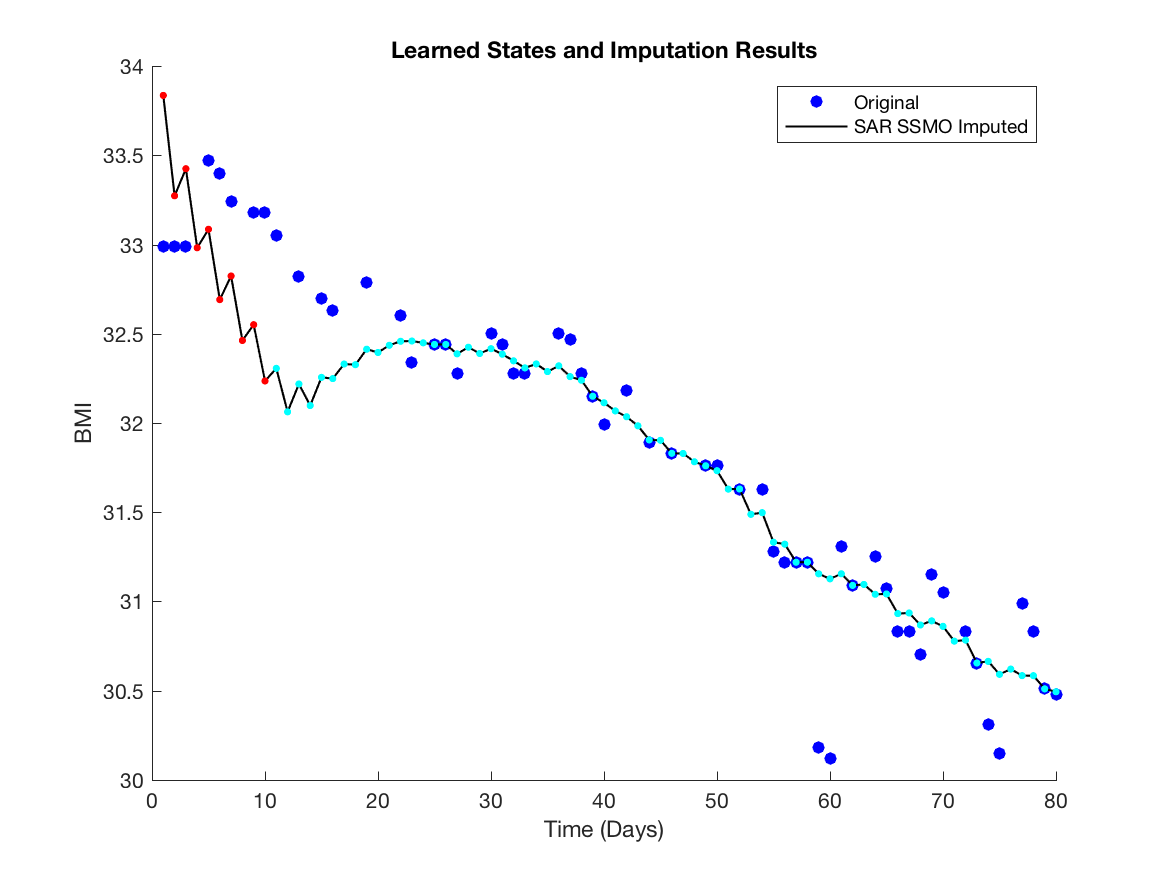 Learned States and Imputation Results
Original
SAR SSMO Imputed
BMI
34
33.5
33
32.5
32
31.5
31
30.5
30
0 10 20 30 40 50 60 70 80
Time (Days)